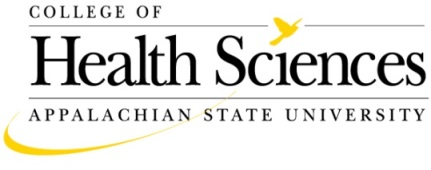 COLLEGE OF
Health Sciences
APPALACHIAN STATE UNIVERSITY